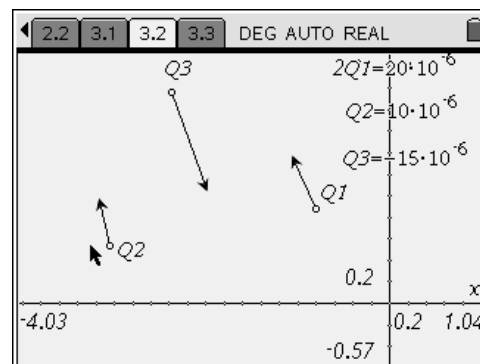 2.2 3.1 3.2 3.3 DEG AUTO REAL
Q3 2Q1=20·10⁻⁶
Q2=10·10⁻⁶
Q3=-15·10⁻⁶
Q1
Q2
0.2 x
-4.03 0.2 1.04
-0.57